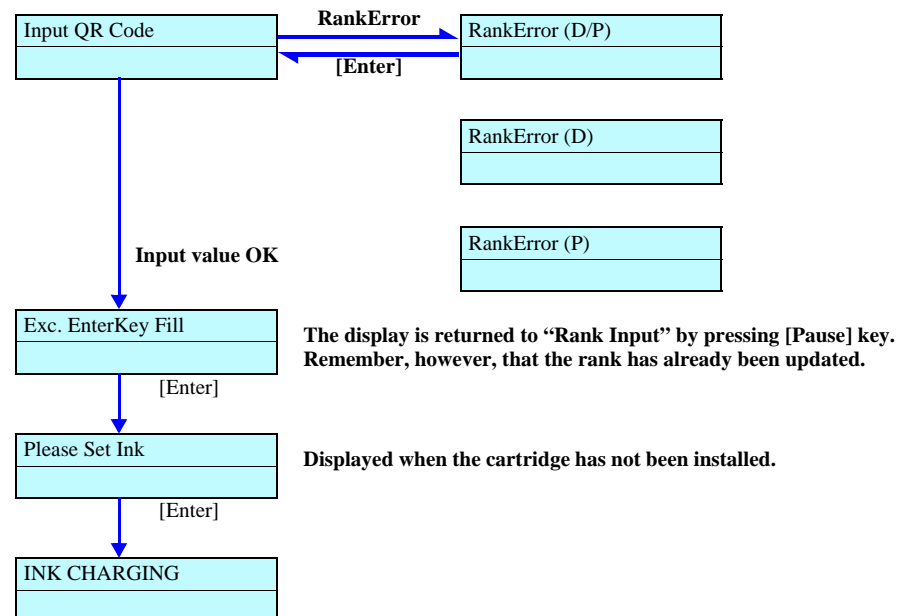 RankError
Input QR Code
RankError (D/P)
[Enter]
RankError (D)
RankError (P)
Input value OK
Exc. EnterKey Fill
The display is returned to “Rank Input” by pressing [Pause] key.
Remember, however, that the rank has already been updated.
[Enter]
Please Set Ink
Displayed when the cartridge has not been installed.
[Enter]
INK CHARGING